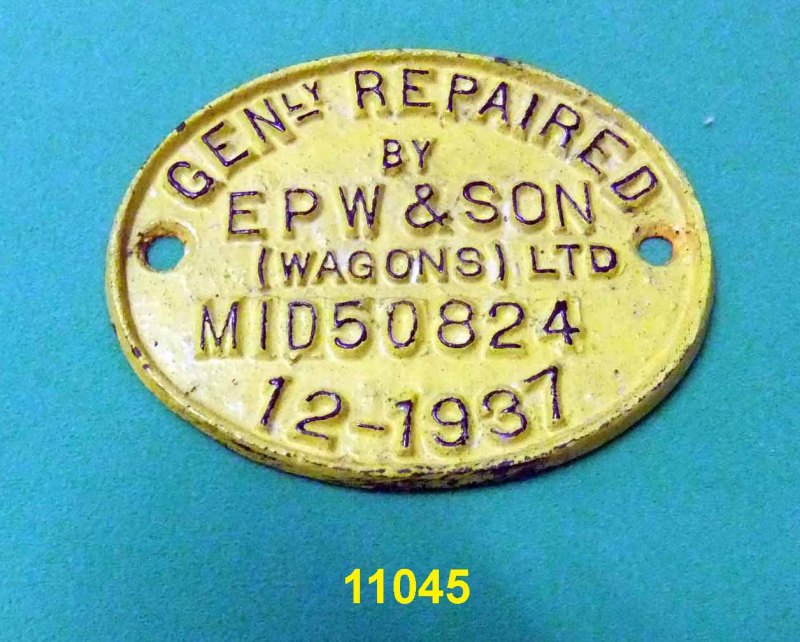 GENLY REPAIRED
BY
EPW & SON
(WAGONS) LTD
MID50824
12-1937
11045